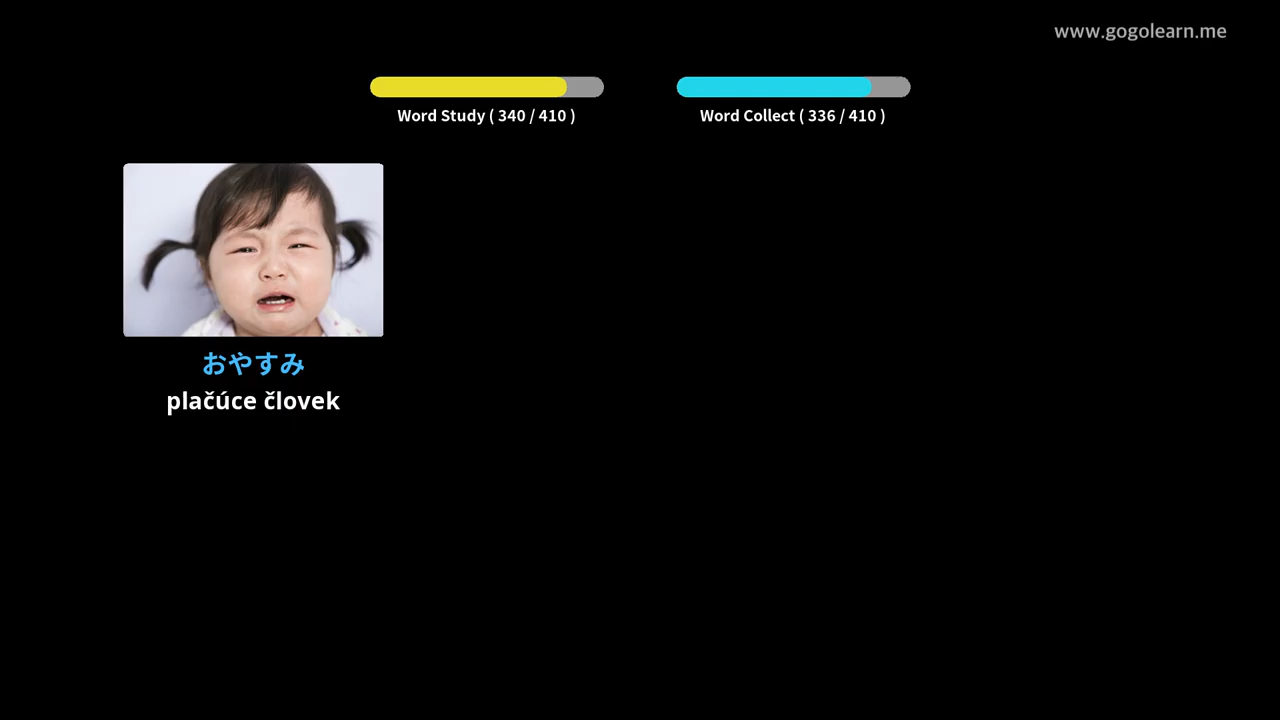 www.gogolearn.me
Word Study ( 340 / 410 )
Word Collect ( 336 / 410 )
おやすみ
plačúce človek